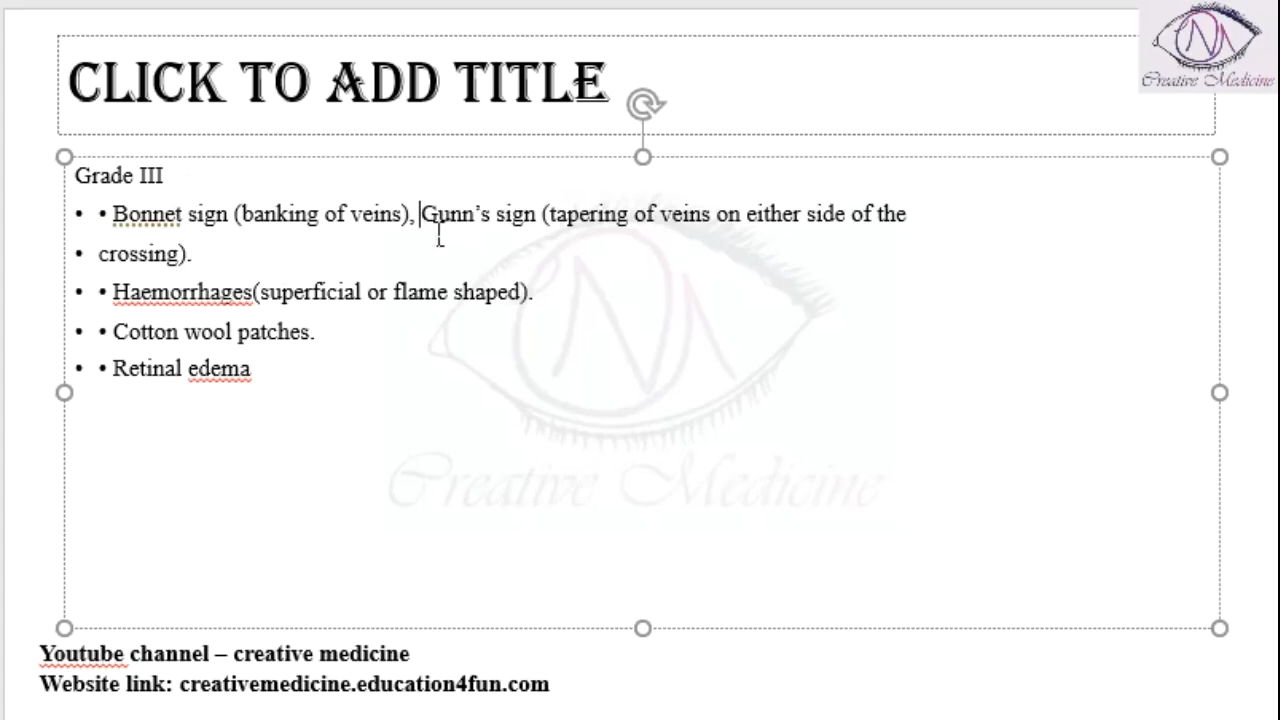 Creative Medicine
CLICK TO ADD TITLE
Grade III
• • Bonnet sign (banking of veins), Gunn’s sign (tapering of veins on either side of the
• crossing).
• • Haemorrhages(superficial or flame shaped).
• • Cotton wool patches.
• • Retinal edema
Creative Medicine
Youtube channel – creative medicine
Website link: creativemedicine.education4fun.com